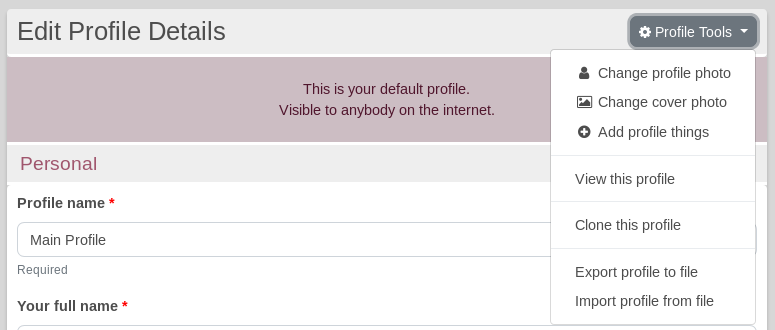 Edit Profile Details
Profile Tools
Change profile photo
Change cover photo
Add profile things
View this profile
Clone this profile
Export profile to file
Import profile from file
This is your default profile.
Visible to anybody on the internet.
Personal
Profile name *
Main Profile
Required
Your full name *